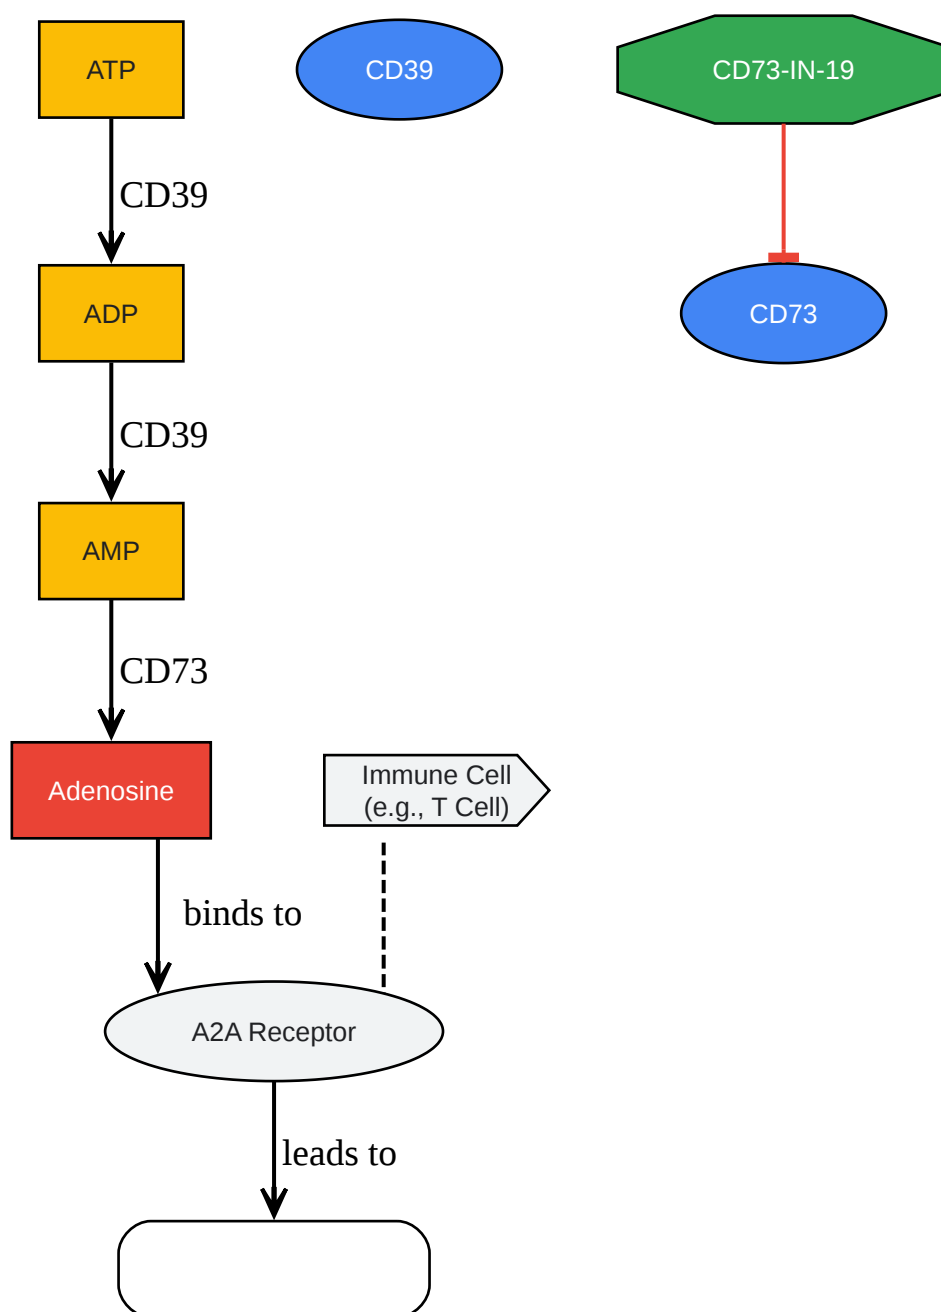 ATP
CD39
CD73-IN-19
CD39
ADP
CD73
CD39
AMP
CD73
Adenosine
Immune Cell
(e.g., T Cell)
binds to
A2A Receptor
leads to